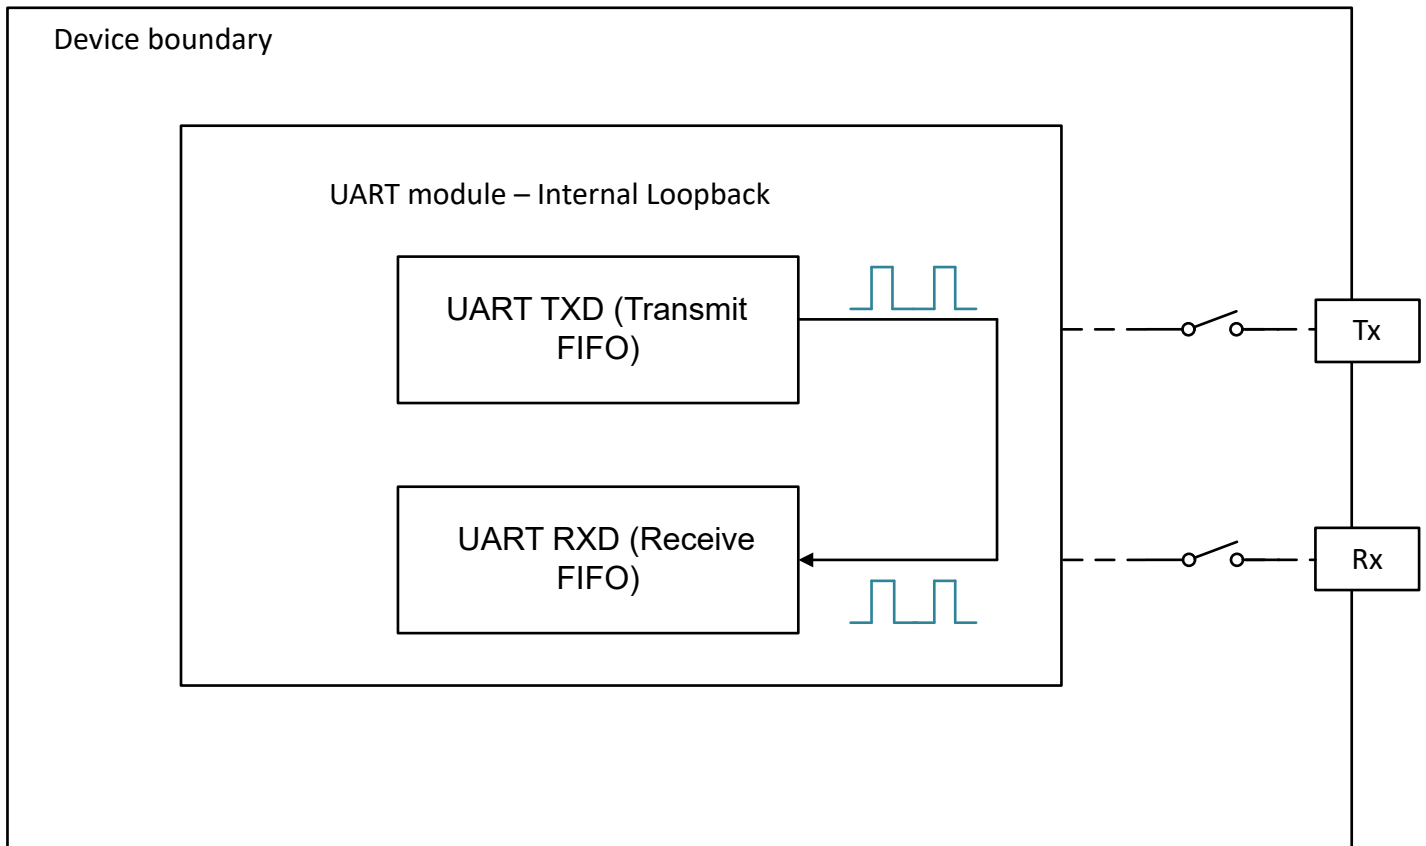 Device boundary
UART module – Internal Loopback
UART TXD (Transmit
FIFO)
Tx
UART RXD (Receive
FIFO)
Rx